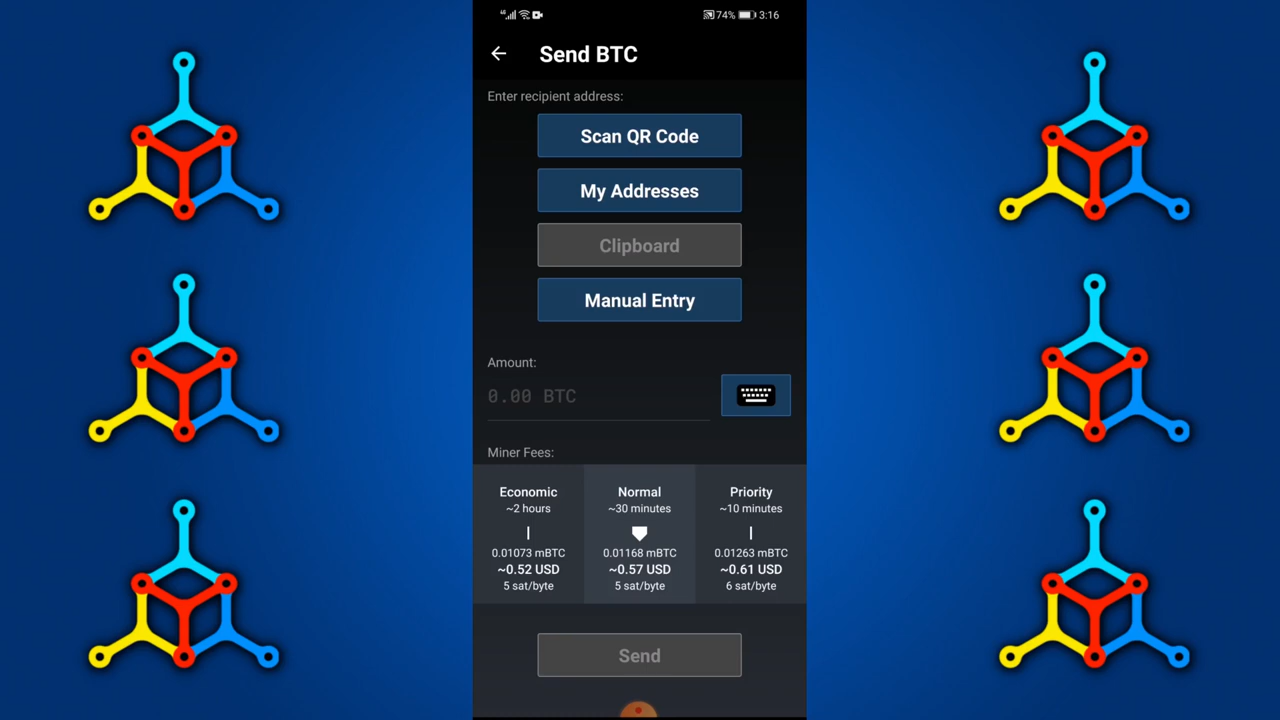 4G 74% 3:16
Send BTC
Enter recipient address:
Scan QR Code
My Addresses
Clipboard
Manual Entry
Amount:
0.00 BTC
Miner Fees:
Economic Normal Priority
~2 hours ~30 minutes ~10 minutes
0.01073 mBTC 0.01168 mBTC 0.01263 mBTC
~0.52 USD ~0.57 USD ~0.61 USD
5 sat/byte 5 sat/byte 6 sat/byte
Send